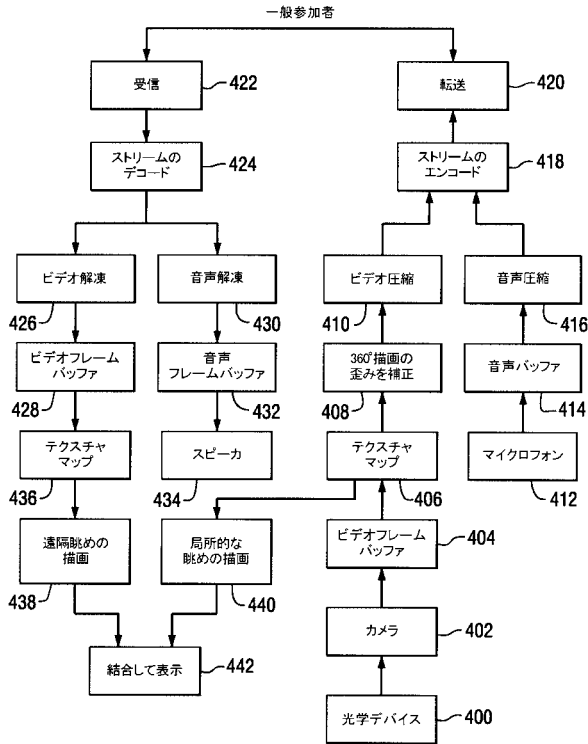 一般参加者
受信
422
転送
420
ストリームの
デコード
424
ストリームの
エンコード
418
ビデオ解凍
426
音声解凍
430
ビデオ圧縮
410
音声圧縮
416
ビデオフレーム
バッファ
428
音声
フレームバッファ
432
360°描画の
歪みを補正
408
音声バッファ
414
テクスチャ
マップ
436
スピーカ
434
テクスチャ
マップ
406
マイクロフォン
412
遠隔眺めの
描画
438
局所的な
眺めの描画
440
ビデオフレーム
バッファ
404
カメラ
402
結合して表示
442
光学デバイス
400